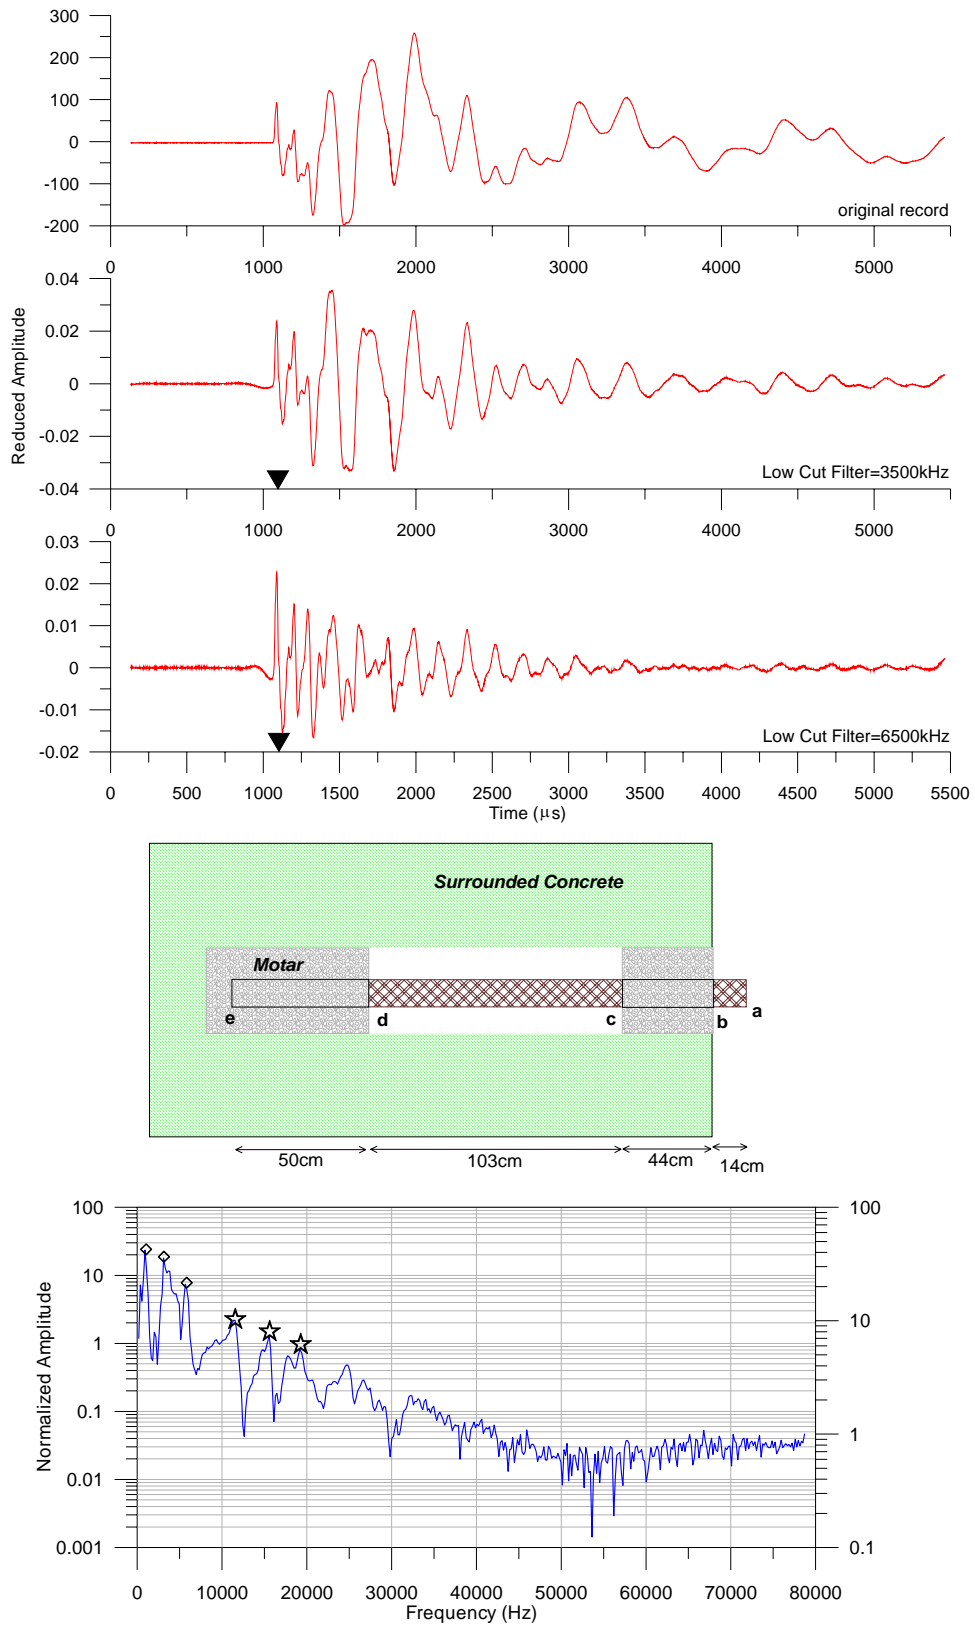 300
200
100
0
-100
-200
original record
0 1000 2000 3000 4000 5000
0.04
0.02
0
-0.02
-0.04
Reduced Amplitude
Low Cut Filter=3500kHz
0 1000 2000 3000 4000 5000
0.03
0.02
0.01
0
-0.01
-0.02
Low Cut Filter=6500kHz
0 500 1000 1500 2000 2500 3000 3500 4000 4500 5000 5500
Time (μs)
Surrounded Concrete
Motar
e d c b a
50cm 103cm 44cm 14cm
100 100
10
10
1
0.1
1
0.01
0.001 0.1
Normalized Amplitude
0 10000 20000 30000 40000 50000 60000 70000 80000
Frequency (Hz)